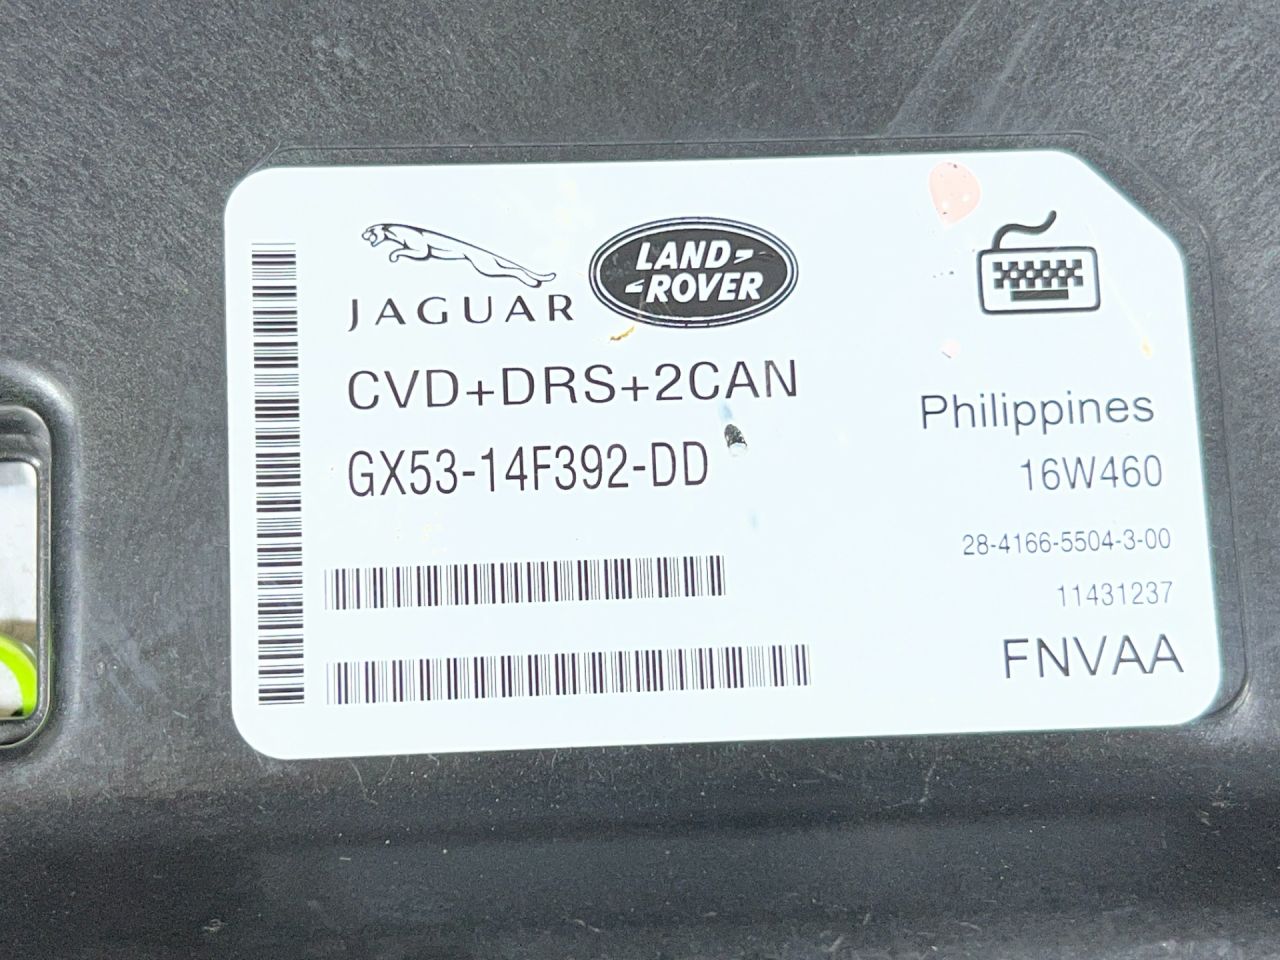 JAGUAR
LAND
ROVER
CVD+DRS+2CAN
GX53-14F392-DD
Philippines
16W460
28-4166-5504-3-00
11431237
FNVAA